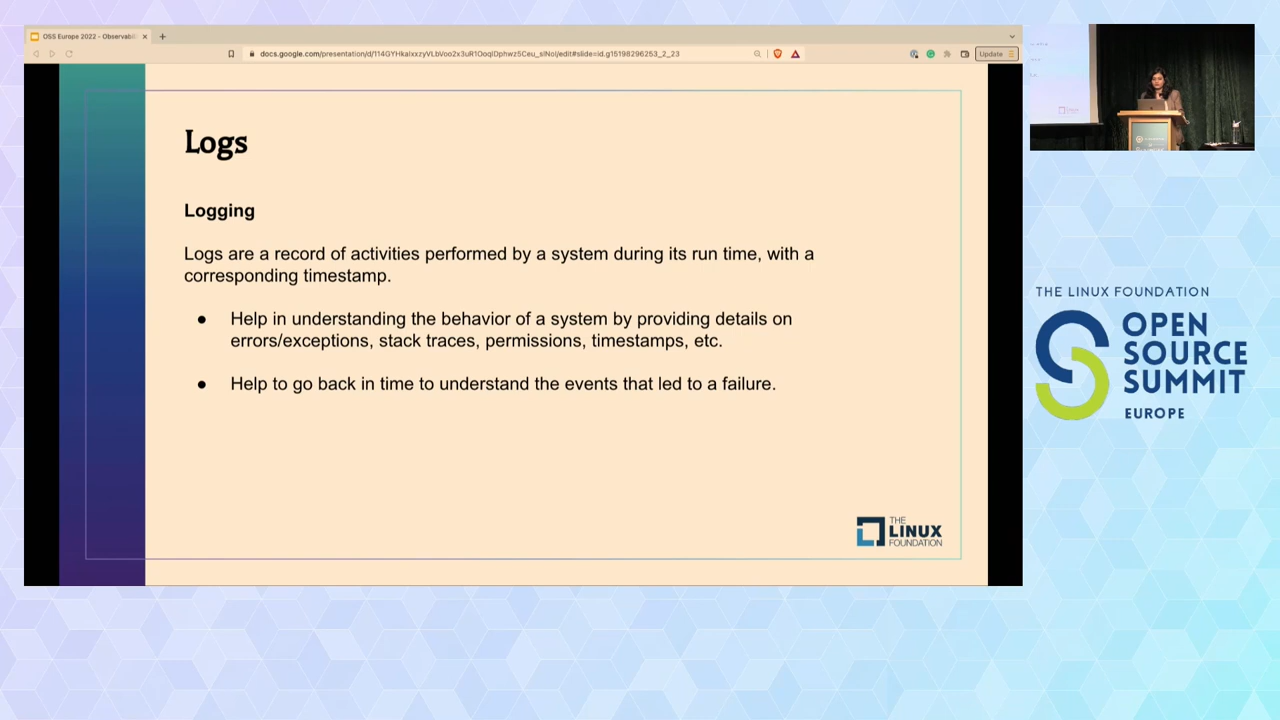 OSS Europe 2022 - Observabi
docs.google.com/presentation/d/114GYHkaIxxzyVLbVoo2x3uR1OoqiDphwz5Ceu_slNoI/edit#slide=id.g15198296253_2_23
Update
Logs
Logging
Logs are a record of activities performed by a system during its run time, with a
corresponding timestamp.
● Help in understanding the behavior of a system by providing details on
errors/exceptions, stack traces, permissions, timestamps, etc.
● Help to go back in time to understand the events that led to a failure.
THE
LINUX
FOUNDATION
THE LINUX FOUNDATION
OPEN
SOURCE
SUMMIT
EUROPE